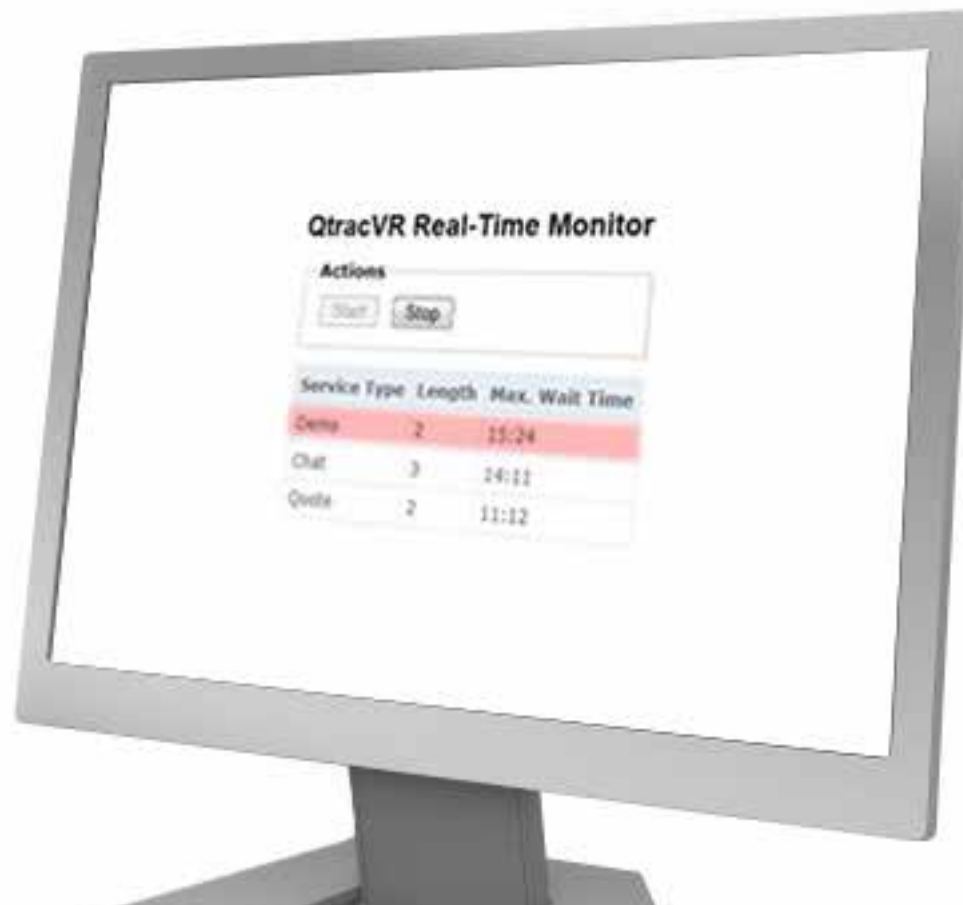 QtracVR Real-Time Monitor
Actions
Start Stop
Service Type Length Max. Wait Time
Demo 2 15:24
Chat 3 14:11
Quote 2 11:12